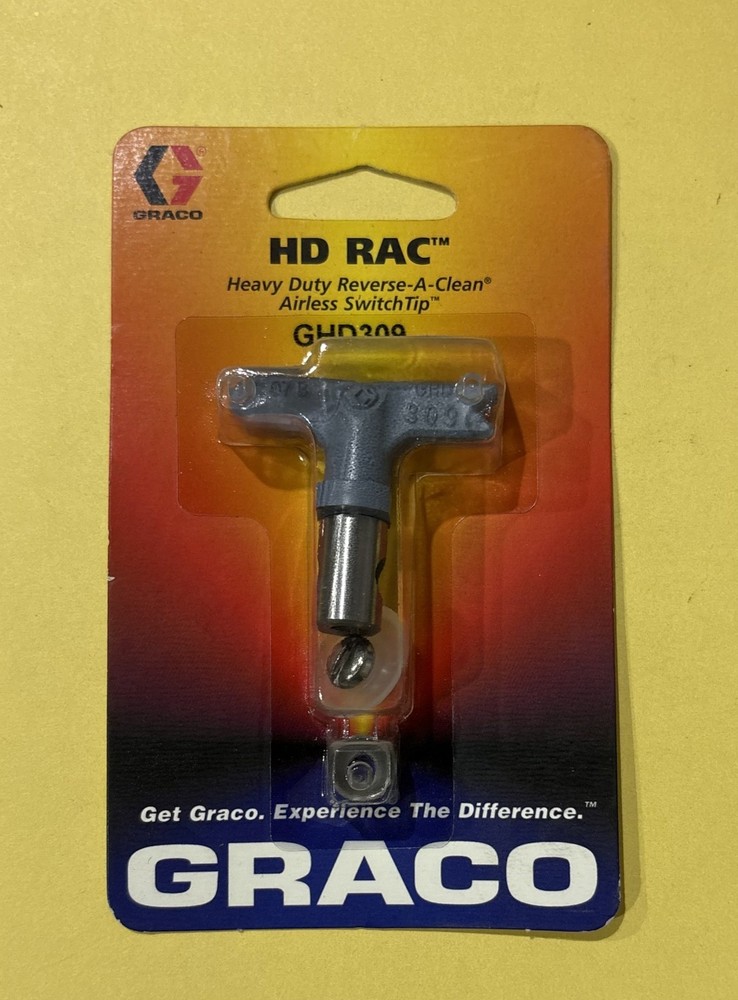 GRACO
HD RAC™
Heavy Duty Reverse-A-Clean®
Airless SwitchTip™
GHD309
309
Get Graco. Experience The Difference.™
GRACO